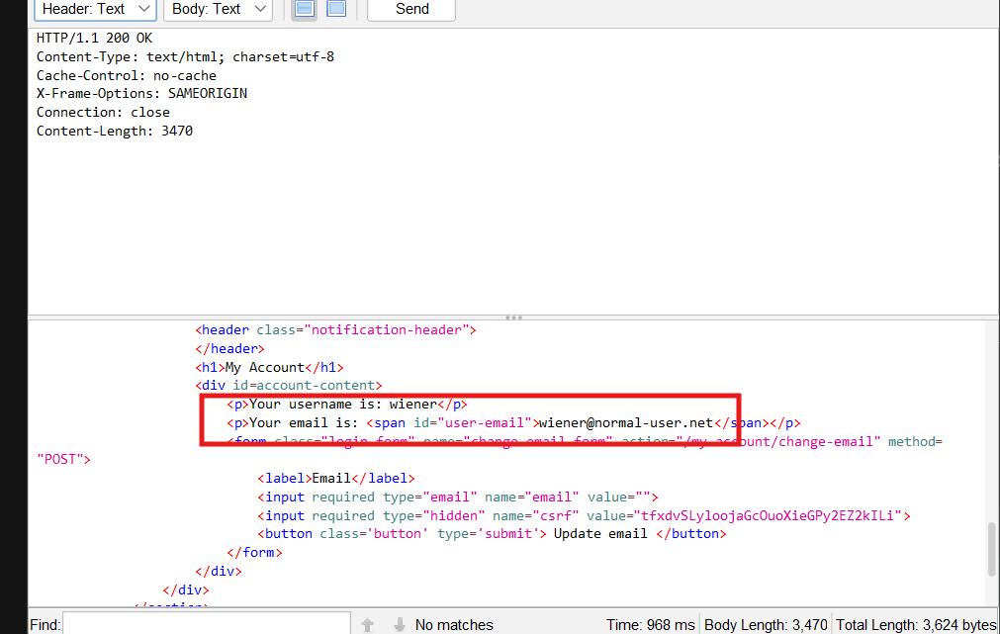 Header: Text Body: Text Send
HTTP/1.1 200 OK
Content-Type: text/html; charset=utf-8
Cache-Control: no-cache
X-Frame-Options: SAMEORIGIN
Connection: close
Content-Length: 3470
<header class="notification-header">
</header>
<h1>My Account</h1>
<div id=account-content>
<p>Your username is: wiener</p>
<p>Your email is: <span id="user-email">wiener@normal-user.net</span></p>
<form class="login-form" name="change-email-form" action="/my-account/change-email" method=
"POST">
<label>Email</label>
<input required type="email" name="email" value="">
<input required type="hidden" name="csrf" value="tfxdvSLyloojaGcOuoXieGPy2EZ2kILi">
<button class='button' type='submit'> Update email </button>
</form>
</div>
</div>
</section>
Find: No matches Time: 968 ms Body Length: 3,470 Total Length: 3,624 bytes